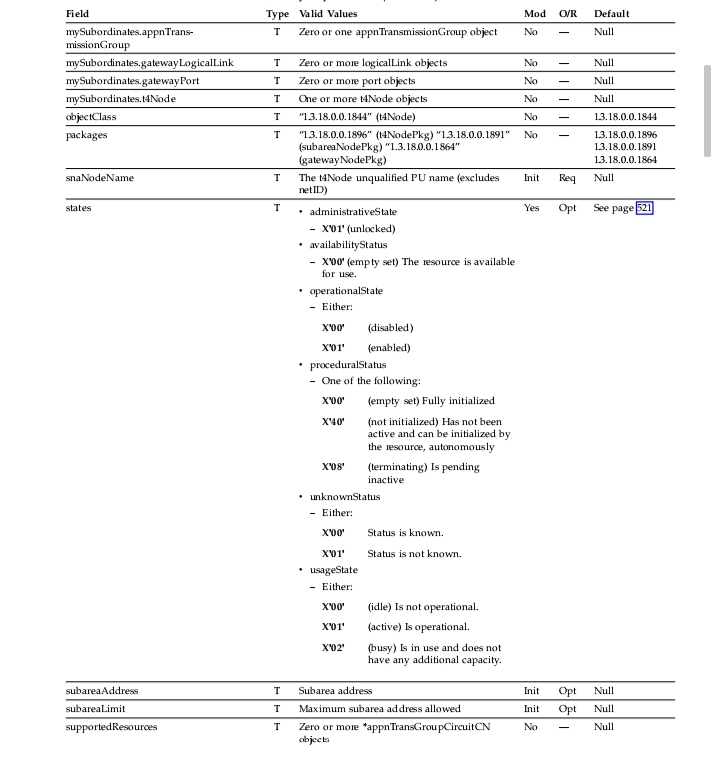 Field Type Valid Values Mod O/R Default
mySubordinates.appnTrans- T Zero or one appnTransmissionGroup object No — Null
missionGroup
mySubordinates.gatewayLogicalLink T Zero or more logicalLink objects No — Null
mySubordinates.gatewayPort T Zero or more port objects No — Null
mySubordinates.t4Node T One or more t4Node objects No — Null
objectClass T “1.3.18.0.0.1844” (t4Node) No — 1.3.18.0.0.1844
packages T “1.3.18.0.0.1896” (t4NodePkg) “1.3.18.0.0.1891” No — 1.3.18.0.0.1896
(subareaNodePkg) “1.3.18.0.0.1864” 1.3.18.0.0.1891
(gatewayNodePkg) 1.3.18.0.0.1864
snaNodeName T The t4Node unqualified PU name (excludes Init Req Null
netID)
states T • administrativeState Yes Opt See page 521
– X'01' (unlocked)
• availabilityStatus
– X'00' (empty set) The resource is available
for use.
• operationalState
– Either:
X'00' (disabled)
X'01' (enabled)
• proceduralStatus
– One of the following:
X'00' (empty set) Fully initialized
X'40' (not initialized) Has not been
active and can be initialized by
the resource, autonomously
X'08' (terminating) Is pending
inactive
• unknownStatus
– Either:
X'00' Status is known.
X'01' Status is not known.
• usageState
– Either:
X'00' (idle) Is not operational.
X'01' (active) Is operational.
X'02' (busy) Is in use and does not
have any additional capacity.
subareaAddress T Subarea address Init Opt Null
subareaLimit T Maximum subarea address allowed Init Opt Null
supportedResources T Zero or more *appnTransGroupCircuitCN No — Null
objects